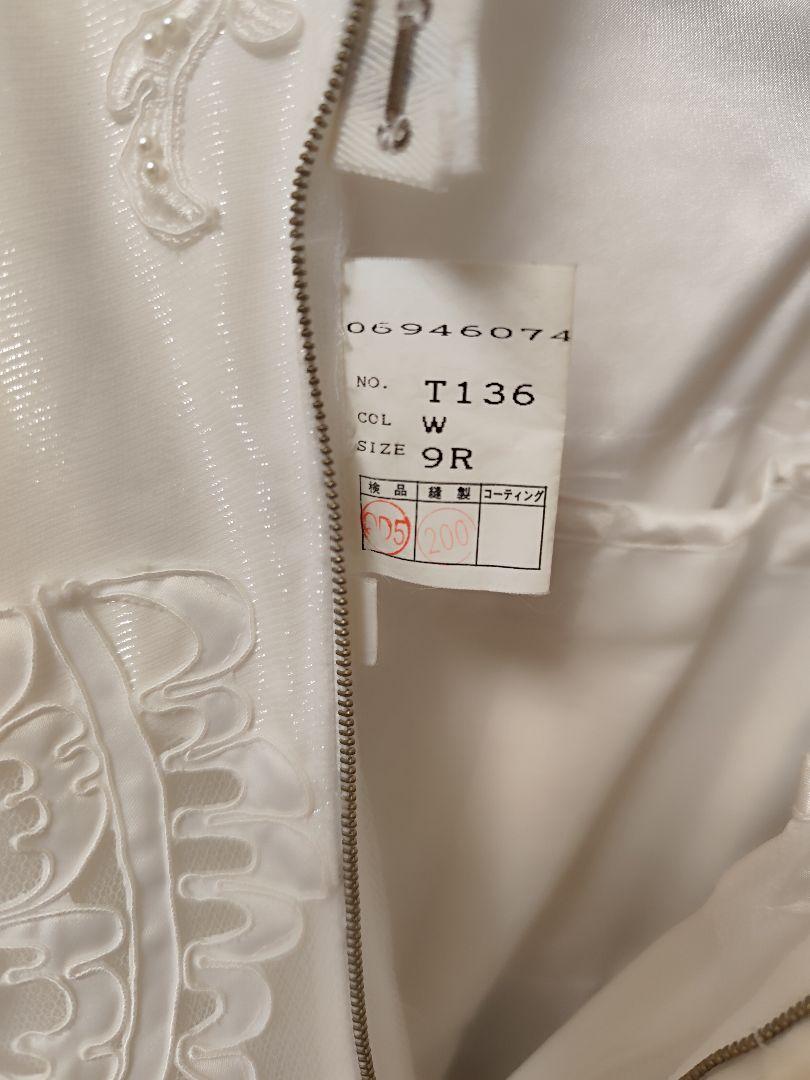 06946074
NO. T136
COL W
SIZE 9R
検品 縫製 コーティング
200